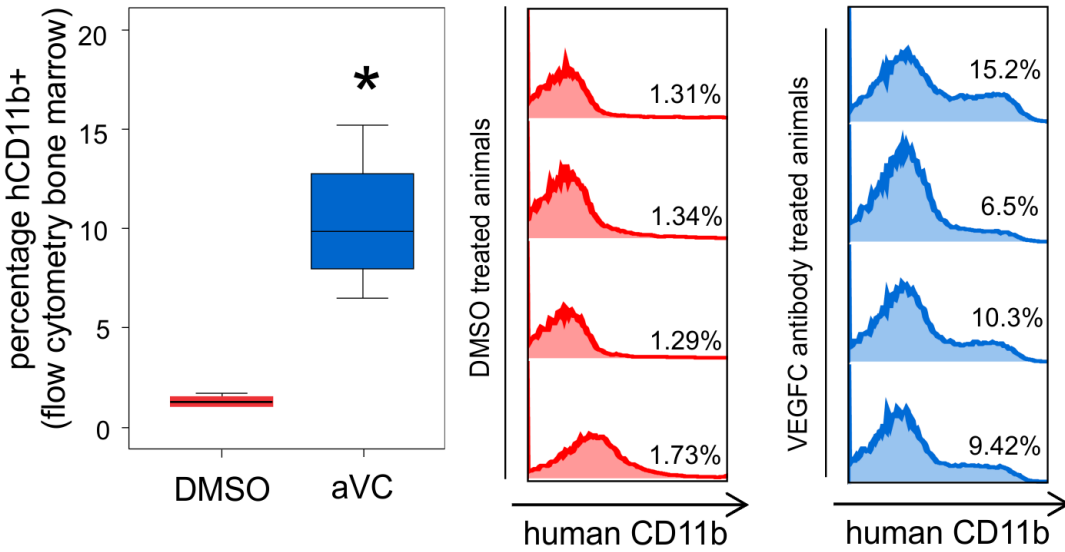 percentage hCD11b+
(flow cytometry bone marrow)
20
15
10
5
0
*
DMSO
aVC
DMSO treated animals
1.31%
1.34%
1.29%
1.73%
human CD11b
VEGFC antibody treated animals
15.2%
6.5%
10.3%
9.42%
human CD11b